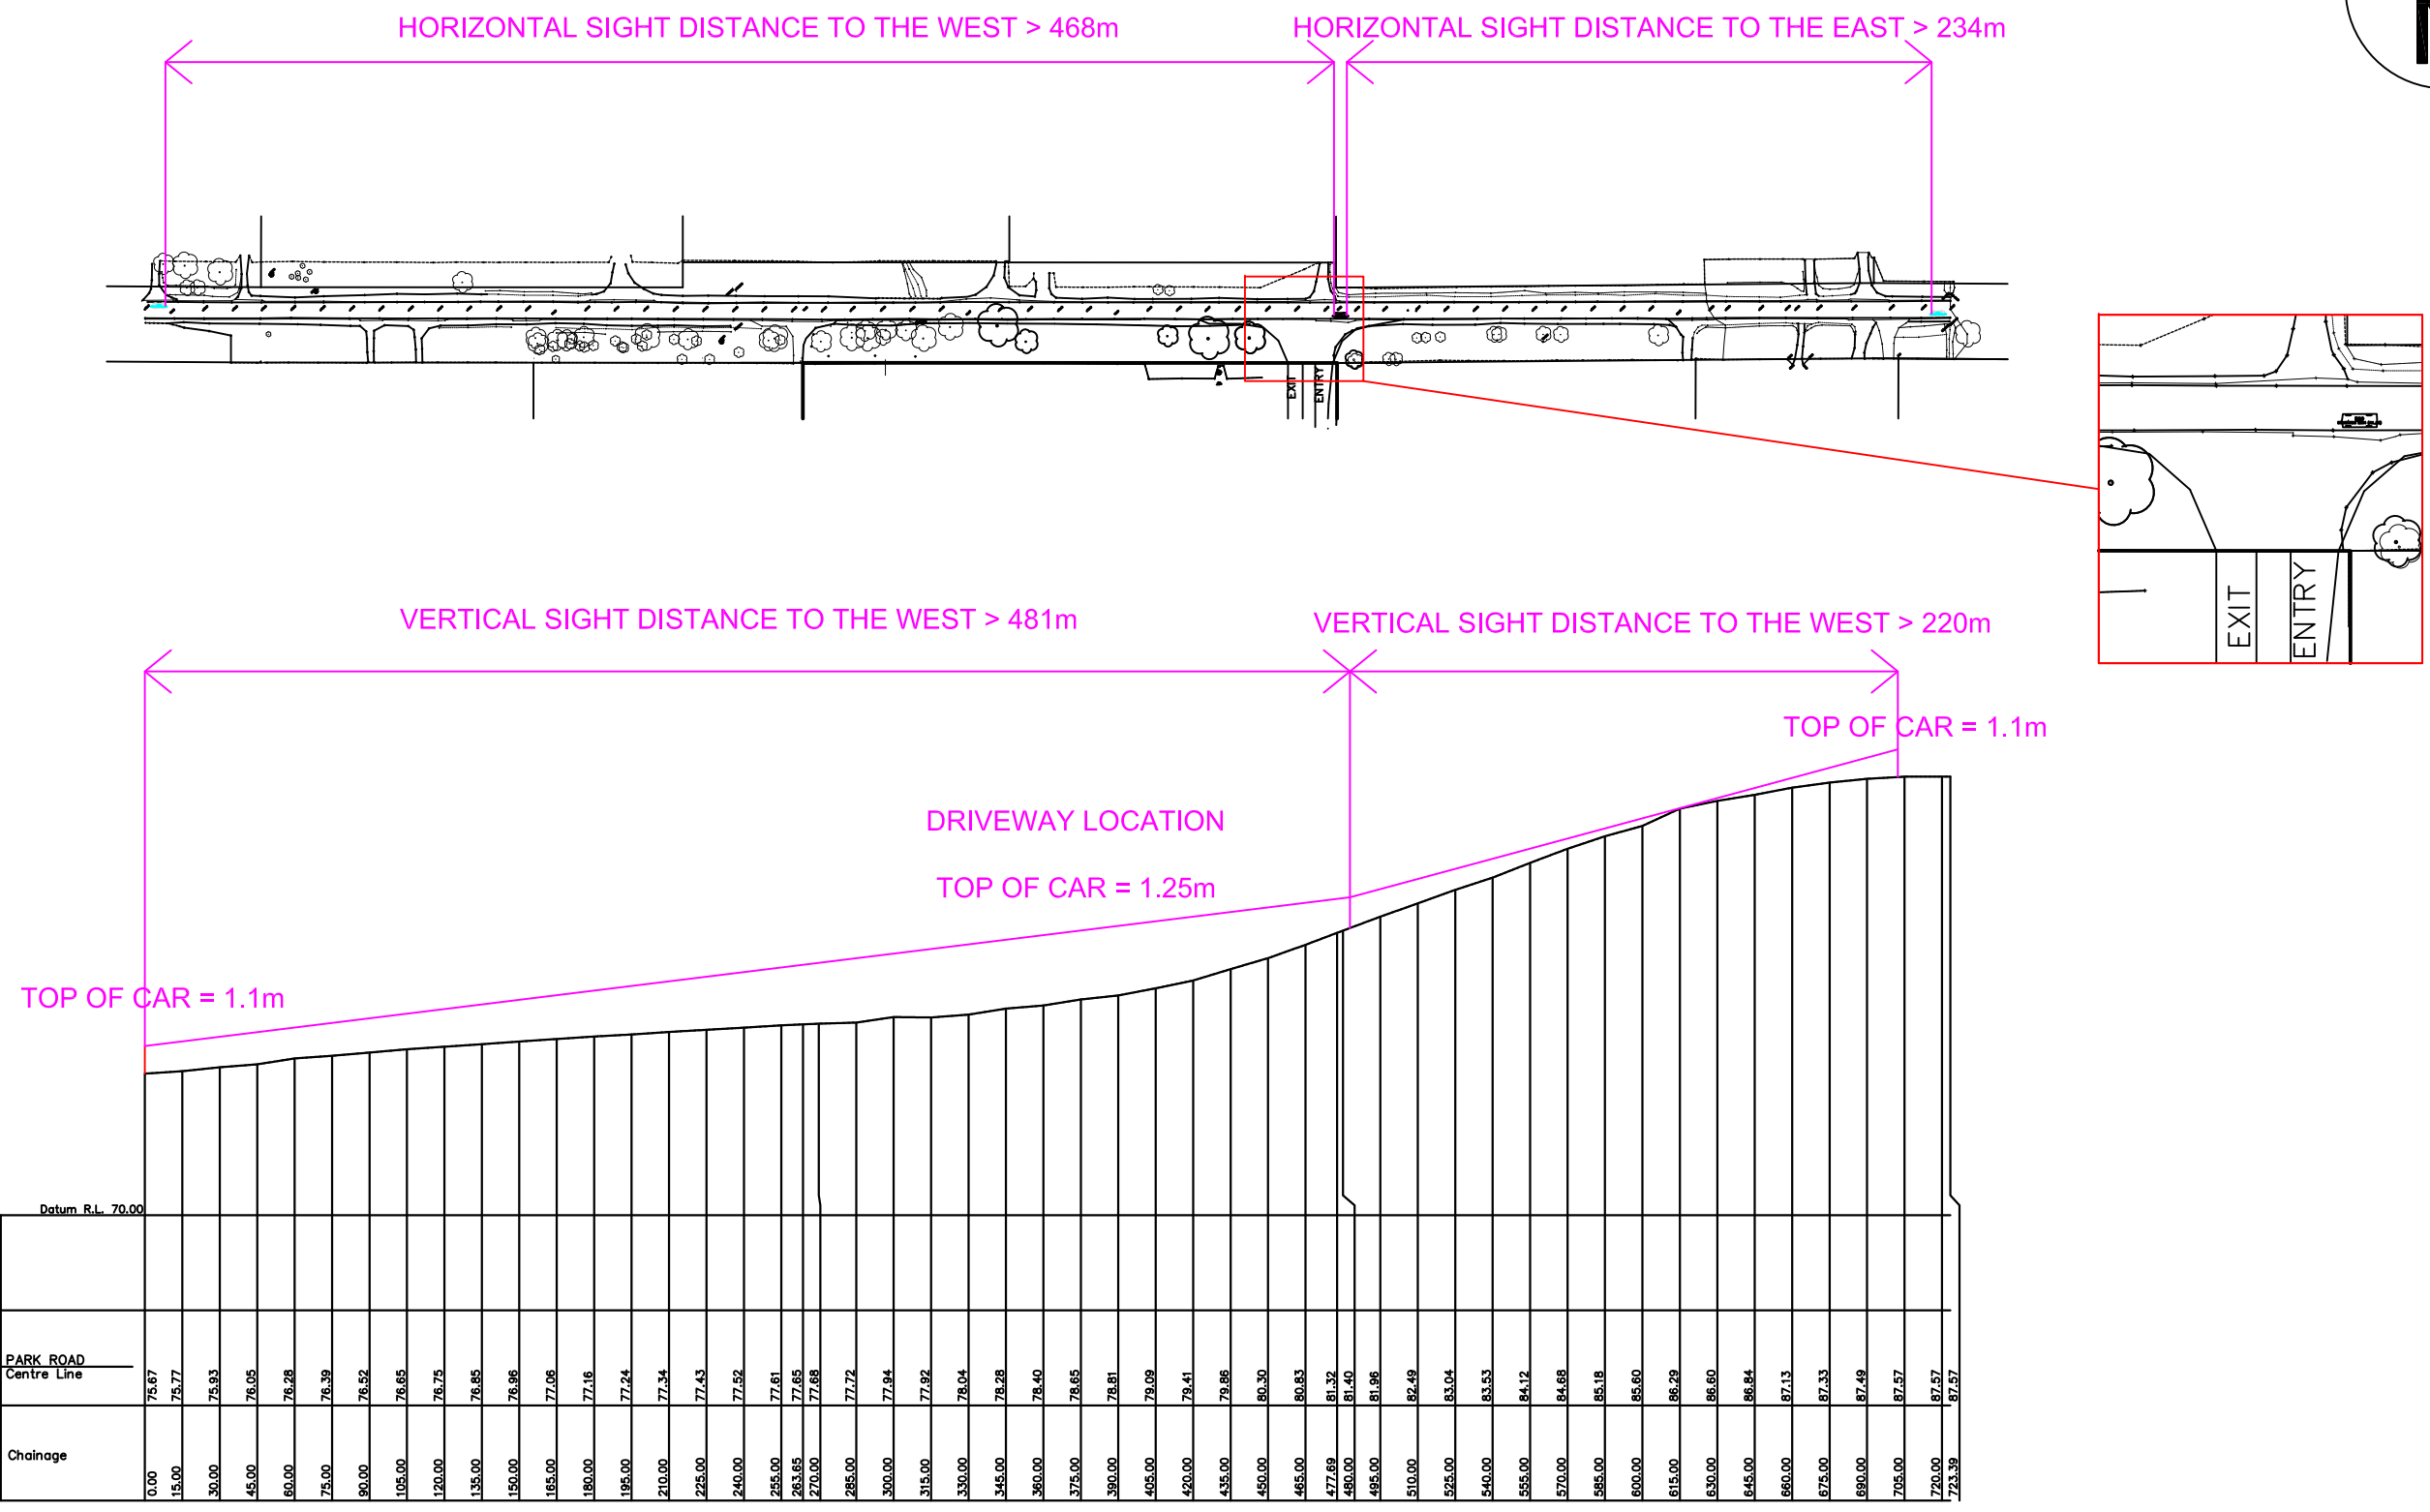 HORIZONTAL SIGHT DISTANCE TO THE WEST > 468m
HORIZONTAL SIGHT DISTANCE TO THE EAST > 234m
EXIT
ENTRY
EXIT
ENTRY
VERTICAL SIGHT DISTANCE TO THE WEST > 481m
VERTICAL SIGHT DISTANCE TO THE WEST > 220m
TOP OF CAR = 1.1m
DRIVEWAY LOCATION
TOP OF CAR = 1.25m
TOP OF CAR = 1.1m
Datum R.L. 70.00
PARK ROAD
Centre Line
75.67 75.77 75.93 76.05 76.28 76.39 76.52 76.65 76.75 76.85 76.96 77.06 77.16 77.24 77.34 77.43 77.52 77.61 77.65 77.68 77.72 77.94 77.92 78.04 78.28 78.40 78.65 78.81 79.09 79.41 79.86 80.30 80.83 81.32 81.40 81.96 82.49 83.04 83.53 84.12 84.68 85.18 85.60 86.29 86.60 86.84 87.13 87.33 87.49 87.57 87.57 87.57
Chainage
0.00 15.00 30.00 45.00 60.00 75.00 90.00 105.00 120.00 135.00 150.00 165.00 180.00 195.00 210.00 225.00 240.00 255.00 263.65 270.00 285.00 300.00 315.00 330.00 345.00 360.00 375.00 390.00 405.00 420.00 435.00 450.00 465.00 477.69 480.00 495.00 510.00 525.00 540.00 555.00 570.00 585.00 600.00 615.00 630.00 645.00 660.00 675.00 690.00 705.00 720.00 723.39